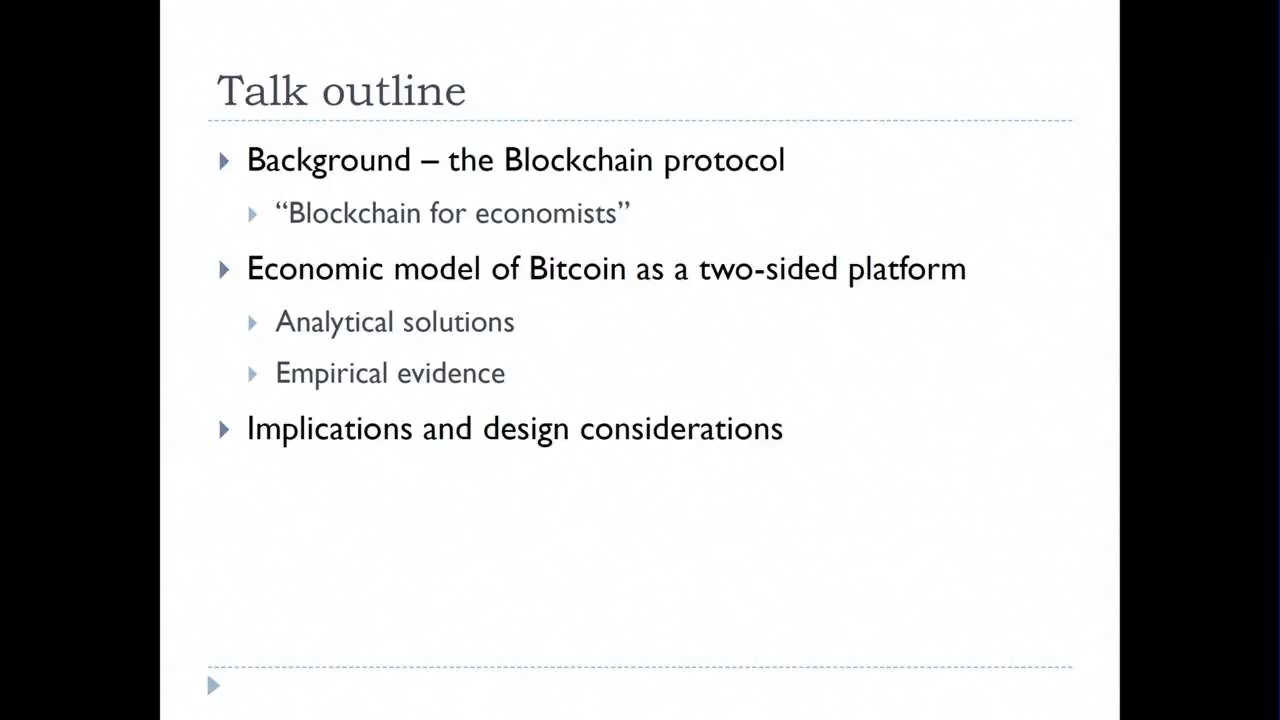 Talk outline
Background – the Blockchain protocol
“Blockchain for economists”
Economic model of Bitcoin as a two-sided platform
Analytical solutions
Empirical evidence
Implications and design considerations